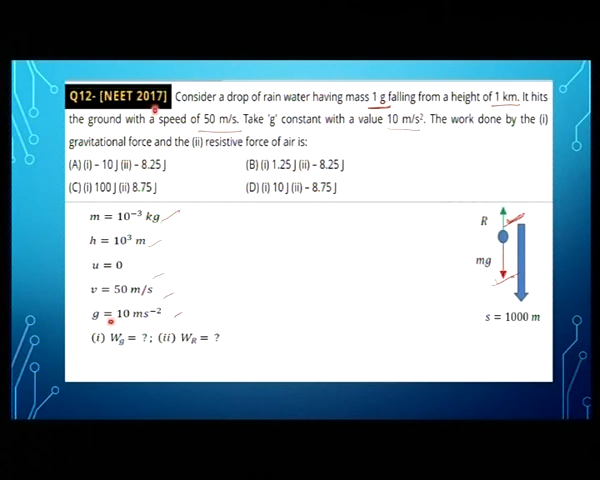 Q12- [NEET 2017] Consider a drop of rain water having mass 1 g falling from a height of 1 km. It hits
the ground with a speed of 50 m/s. Take 'g' constant with a value 10 m/s². The work done by the (i)
gravitational force and the (ii) resistive force of air is:
(A) (i) – 10 J (ii) – 8.25 J (B) (i) 1.25 J (ii) – 8.25 J
(C) (i) 100 J (ii) 8.75 J (D) (i) 10 J (ii) – 8.75 J
m = 10⁻³ kg
h = 10³ m
u = 0
v = 50 m/s
g = 10 ms⁻²
(i) W_g = ? ; (ii) W_R = ?
R
mg
s = 1000 m